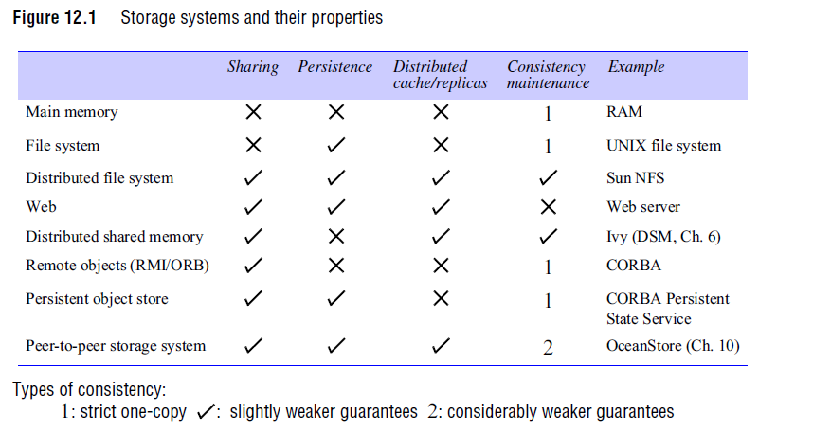 Figure 12.1 Storage systems and their properties
Sharing Persistence Distributed cache/replicas Consistency maintenance Example
Main memory ✗ ✗ ✗ 1 RAM
File system ✗ ✓ ✗ 1 UNIX file system
Distributed file system ✓ ✓ ✓ ✓ Sun NFS
Web ✓ ✓ ✓ ✗ Web server
Distributed shared memory ✓ ✗ ✓ ✓ Ivy (DSM, Ch. 6)
Remote objects (RMI/ORB) ✓ ✗ ✗ 1 CORBA
Persistent object store ✓ ✓ ✗ 1 CORBA Persistent
State Service
Peer-to-peer storage system ✓ ✓ ✓ 2 OceanStore (Ch. 10)
Types of consistency:
1: strict one-copy ✓: slightly weaker guarantees 2: considerably weaker guarantees